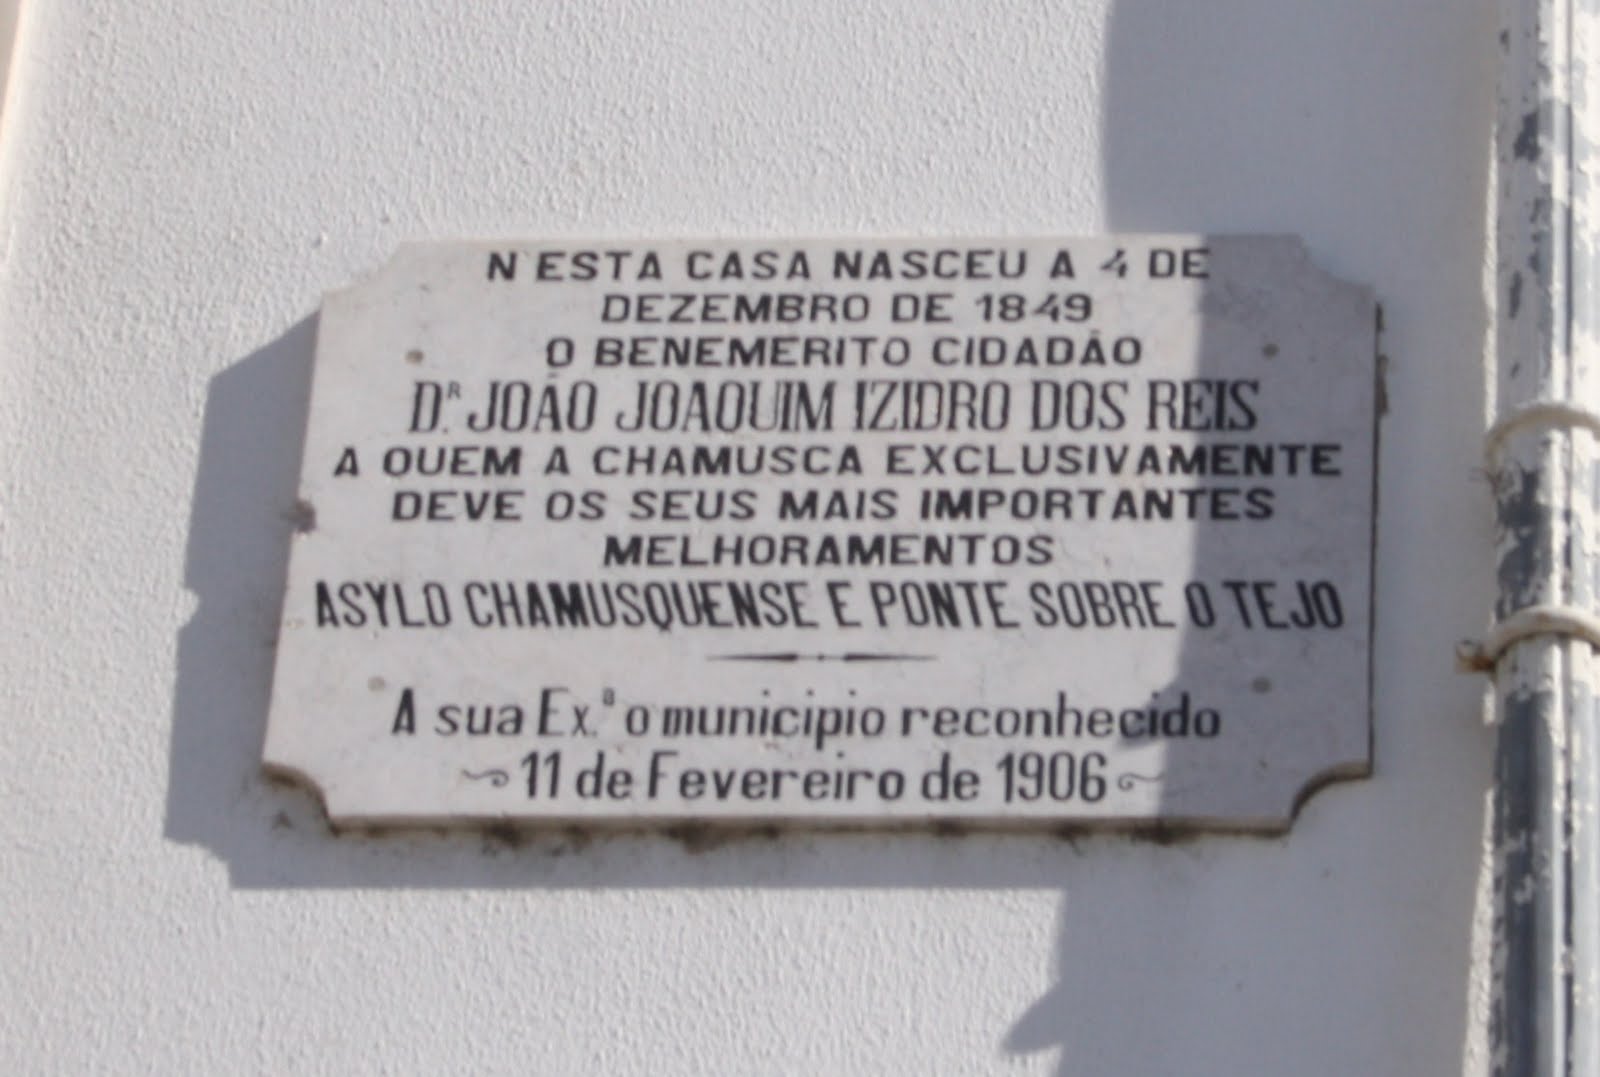 N'ESTA CASA NASCEU A 4 DE
DEZEMBRO DE 1849
O BENEMERITO CIDADÃO
Dr. JOÃO JOAQUIM IZIDRO DOS REIS
A QUEM A CHAMUSCA EXCLUSIVAMENTE
DEVE OS SEUS MAIS IMPORTANTES
MELHORAMENTOS
ASYLO CHAMUSQUENSE E PONTE SOBRE O TEJO
A sua Ex.ª o municipio reconhecido
11 de Fevereiro de 1906